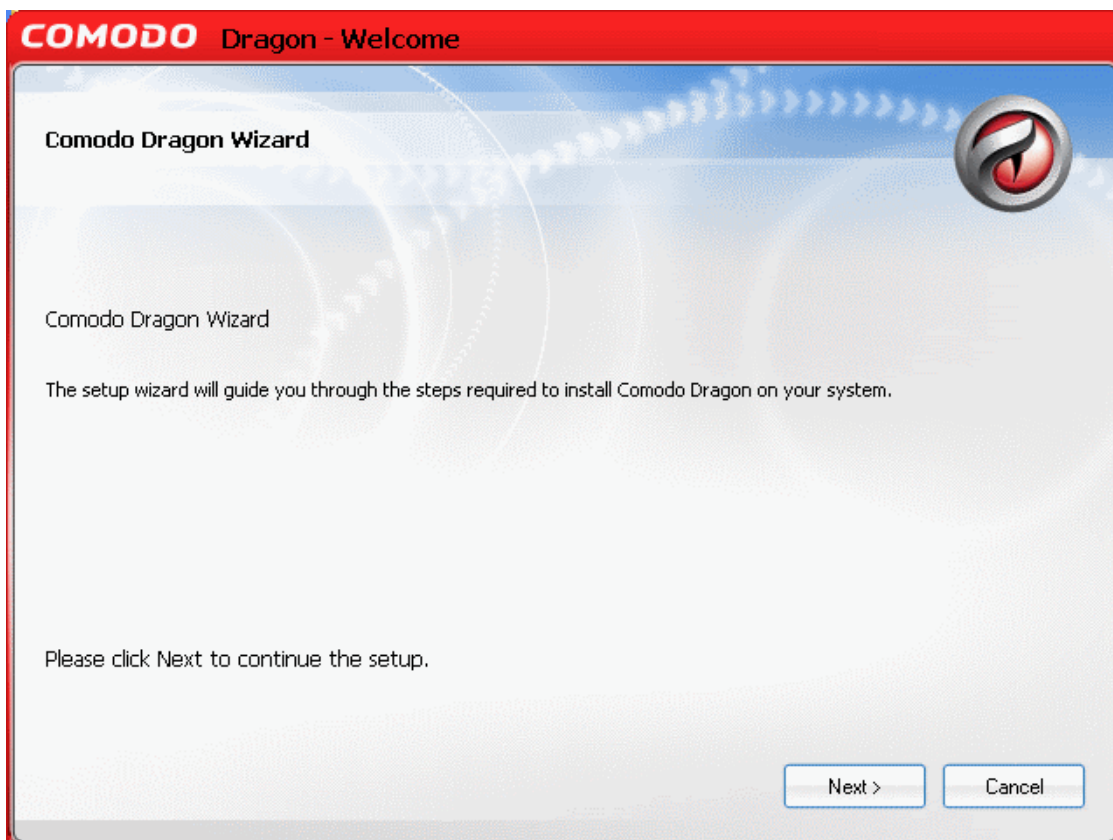 COMODO Dragon - Welcome
Comodo Dragon Wizard
Comodo Dragon Wizard
The setup wizard will guide you through the steps required to install Comodo Dragon on your system.
Please click Next to continue the setup.
Next > Cancel